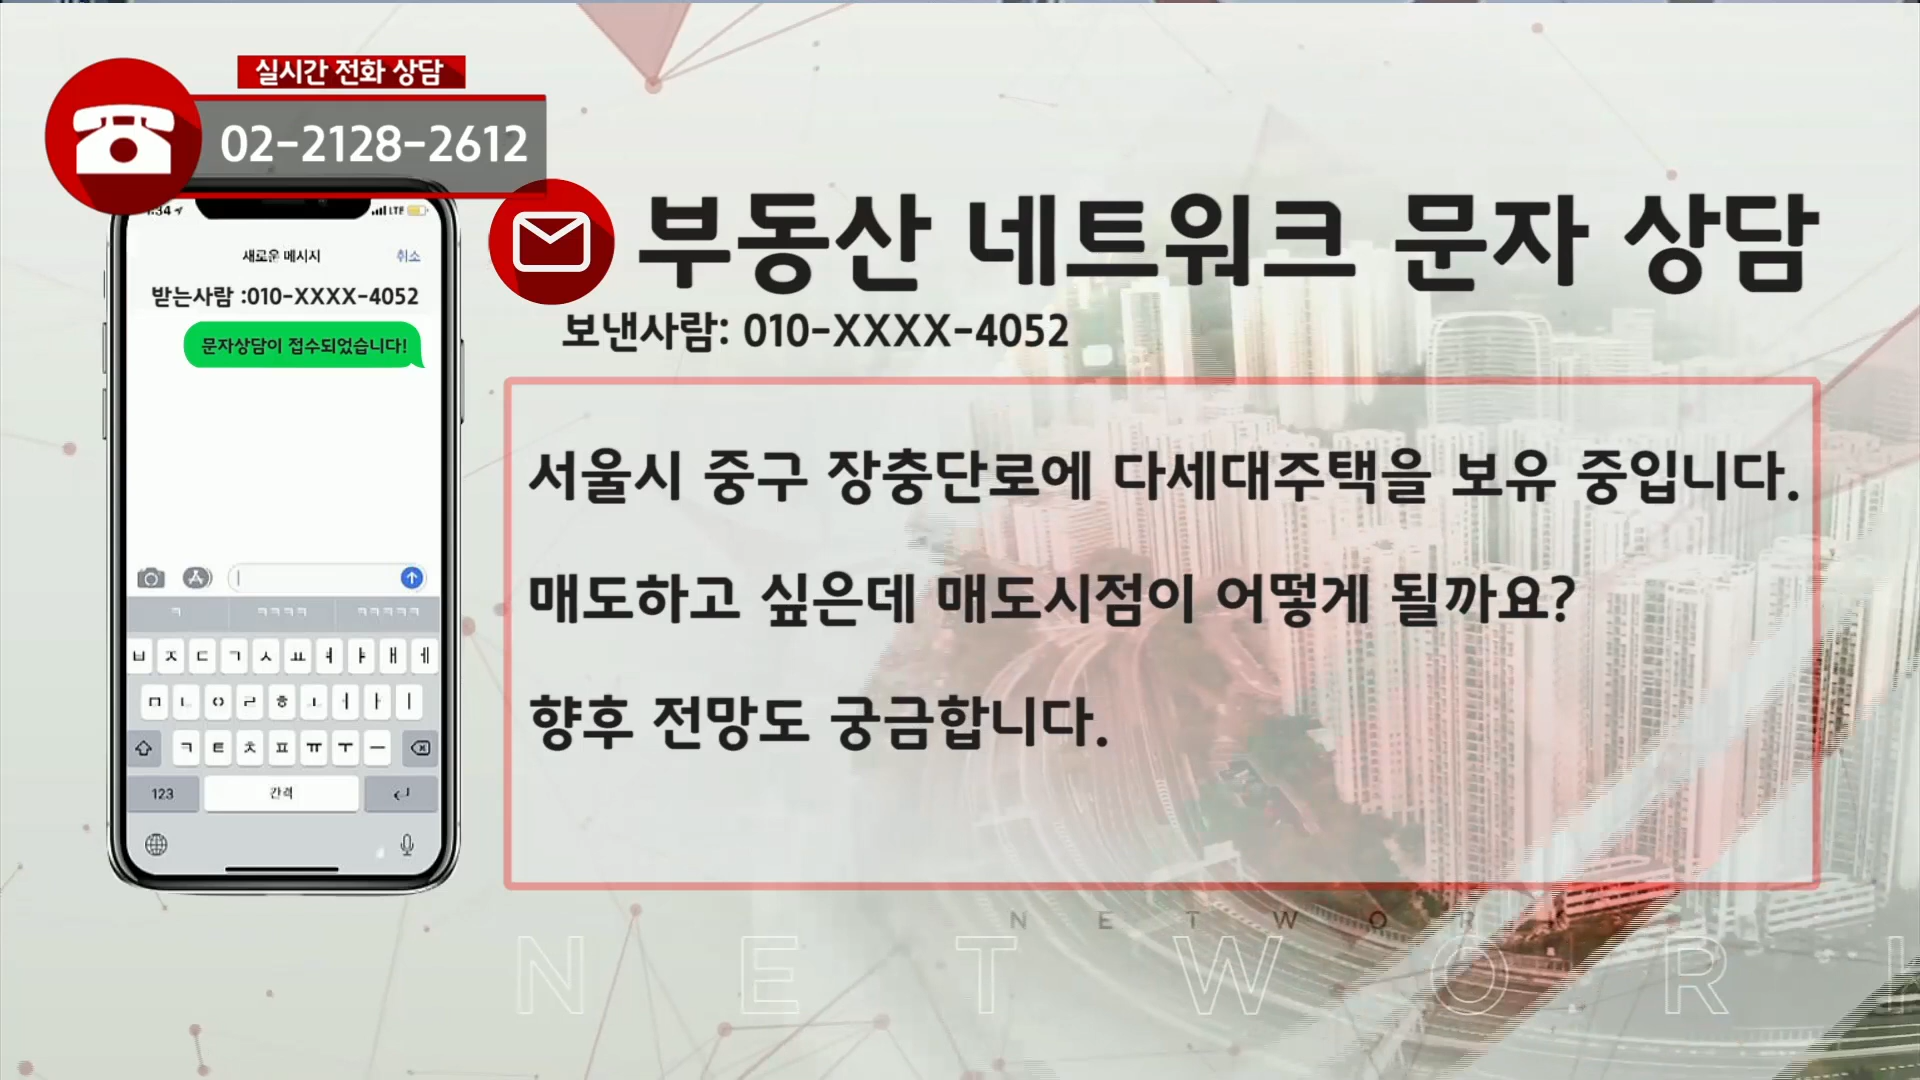 실시간 전화 상담
02-2128-2612
부동산 네트워크 문자 상담
보낸사람: 010-XXXX-4052
서울시 중구 장충단로에 다세대주택을 보유 중입니다.
매도하고 싶은데 매도시점이 어떻게 될까요?
향후 전망도 궁금합니다.
:34
LTE
새로운 메시지
취소
받는사람 :010-XXXX-4052
문자상담이 접수되었습니다!
ㅋ ㅋㅋㅋㅋ ㅋㅋㅋㅋㅋ
ㅂ ㅈ ㄷ ㄱ ㅅ ㅛ ㅕ ㅑ ㅐ ㅔ
ㅁ ㄴ ㅇ ㄹ ㅎ ㅗ ㅓ ㅏ ㅣ
ㅋ ㅌ ㅊ ㅍ ㅠ ㅜ ㅡ
123 간격
N E T W O R K
N E T W O R